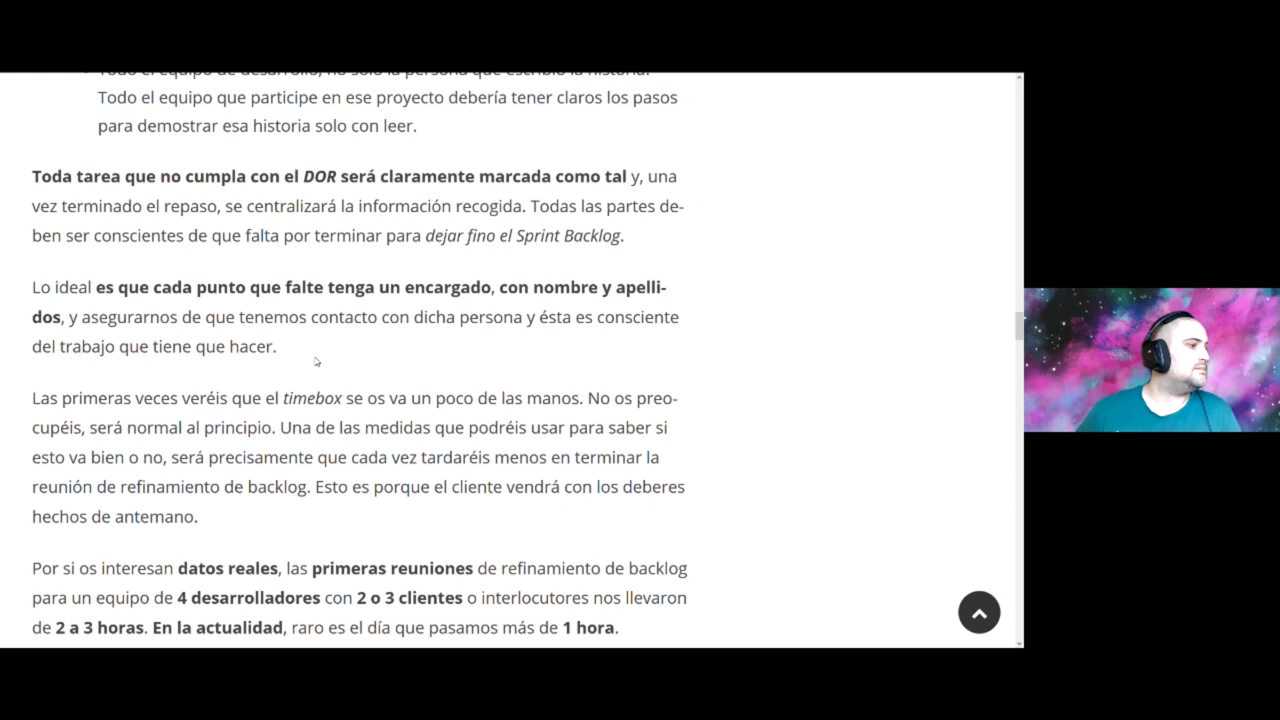 Todo el equipo de desarrollo, no solo la persona que escribió la historia.
Todo el equipo que participe en ese proyecto debería tener claros los pasos
para demostrar esa historia solo con leer.
Toda tarea que no cumpla con el DOR será claramente marcada como tal y, una
vez terminado el repaso, se centralizará la información recogida. Todas las partes de-
ben ser conscientes de que falta por terminar para dejar fino el Sprint Backlog.
Lo ideal es que cada punto que falte tenga un encargado, con nombre y apelli-
dos, y asegurarnos de que tenemos contacto con dicha persona y ésta es consciente
del trabajo que tiene que hacer.
Las primeras veces veréis que el timebox se os va un poco de las manos. No os preo-
cupéis, será normal al principio. Una de las medidas que podréis usar para saber si
esto va bien o no, será precisamente que cada vez tardaréis menos en terminar la
reunión de refinamiento de backlog. Esto es porque el cliente vendrá con los deberes
hechos de antemano.
Por si os interesan datos reales, las primeras reuniones de refinamiento de backlog
para un equipo de 4 desarrolladores con 2 o 3 clientes o interlocutores nos llevaron
de 2 a 3 horas. En la actualidad, raro es el día que pasamos más de 1 hora.